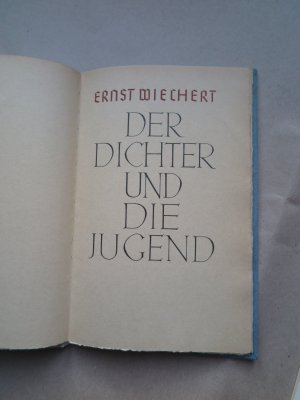 ERNST WIECHERT
DER
DICHTER
UND
DIE
JUGEND